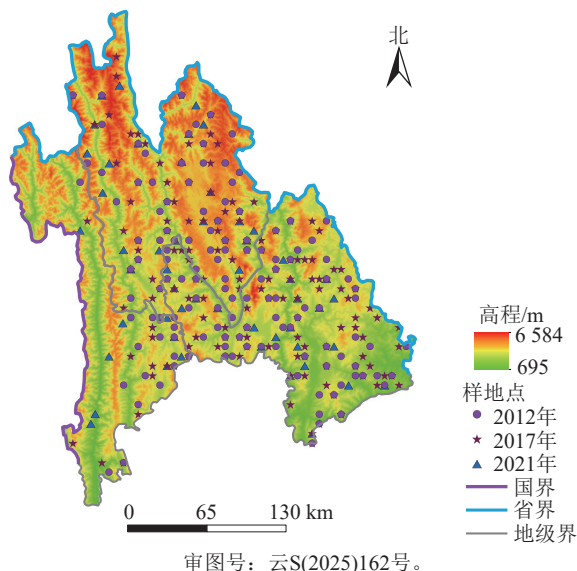 北
高程/m
6 584
695
样地点
2012年
2017年
2021年
国界
省界
地级界
0 65 130 km
审图号：云S(2025)162号。